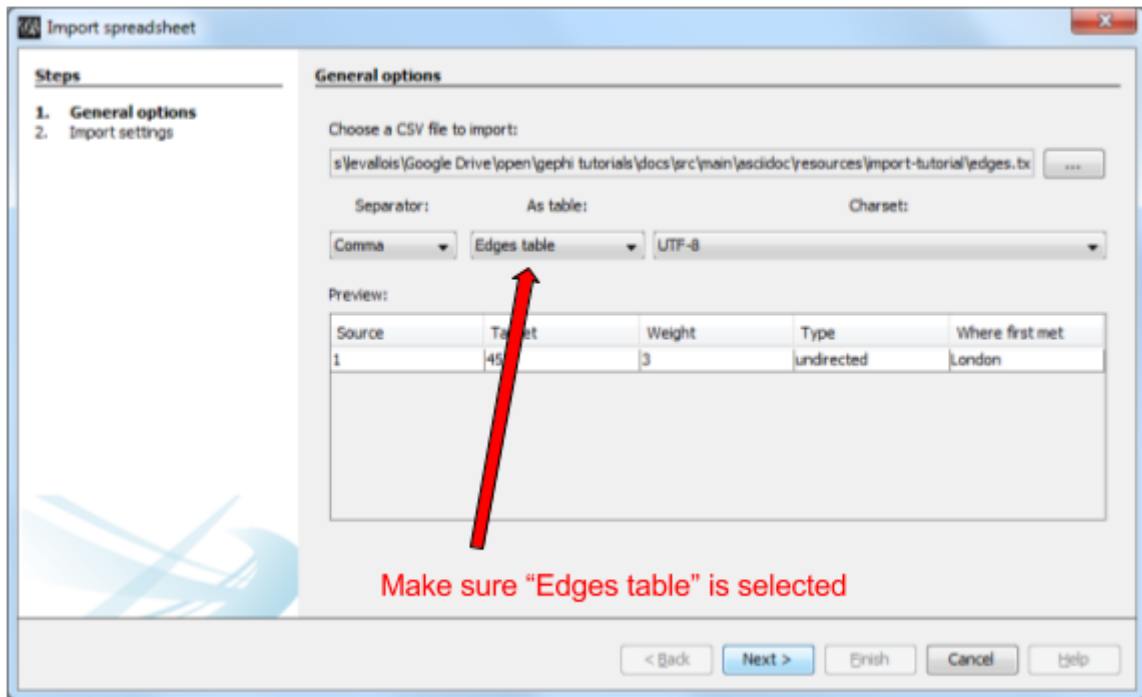 Import spreadsheet
Steps
1. General options
2. Import settings
General options
Choose a CSV file to import:
s\levallois\Google Drive\open\gephi tutorials\docs\src\main\asciidoc\resources\import-tutorial\edges.tx ...
Separator: As table: Charset:
Comma Edges table UTF-8
Preview:
Source Weight Type Where first met
1 45 3 undirected London
Make sure “Edges table” is selected
< Back Next > Finish Cancel Help